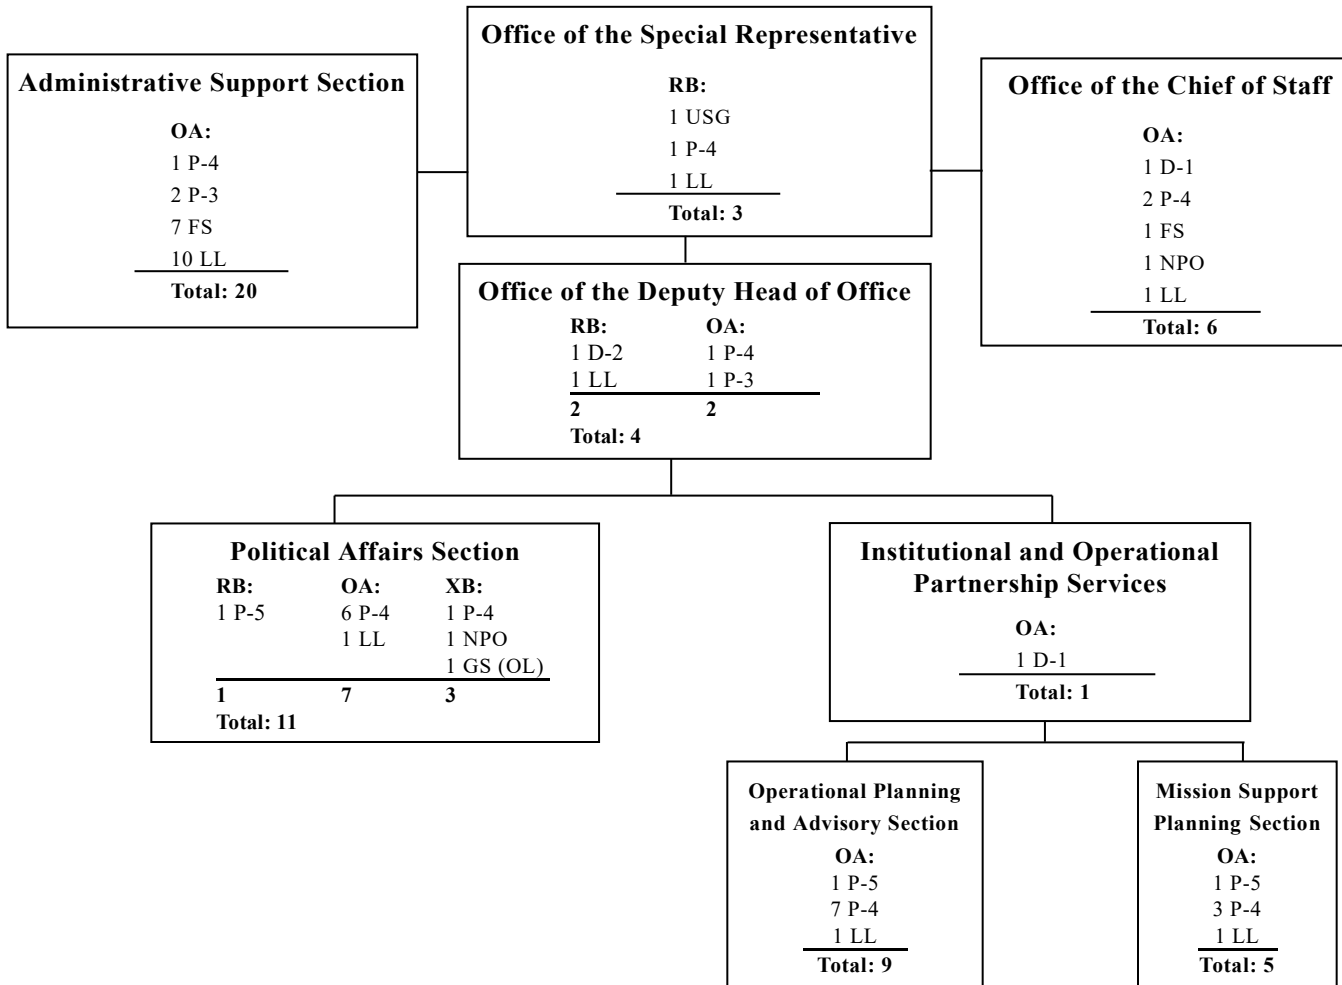 Office of the Special Representative
RB:
1 USG
1 P-4
1 LL
Total: 3
Administrative Support Section
OA:
1 P-4
2 P-3
7 FS
10 LL
Total: 20
Office of the Chief of Staff
OA:
1 D-1
2 P-4
1 FS
1 NPO
1 LL
Total: 6
Office of the Deputy Head of Office
RB: OA:
1 D-2 1 P-4
1 LL 1 P-3
2 2
Total: 4
Political Affairs Section
RB: OA: XB:
1 P-5 6 P-4 1 P-4
1 LL 1 NPO
1 GS (OL)
1 7 3
Total: 11
Institutional and Operational
Partnership Services
OA:
1 D-1
Total: 1
Operational Planning
and Advisory Section
OA:
1 P-5
7 P-4
1 LL
Total: 9
Mission Support
Planning Section
OA:
1 P-5
3 P-4
1 LL
Total: 5